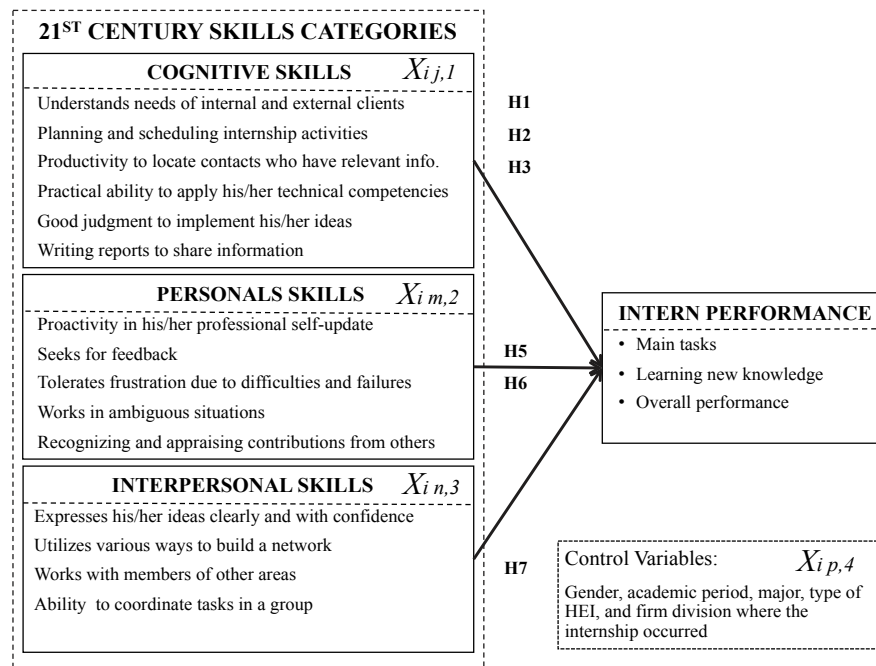 21ST CENTURY SKILLS CATEGORIES
COGNITIVE SKILLS
X i j,1
Understands needs of internal and external clients
Planning and scheduling internship activities
Productivity to locate contacts who have relevant info.
Practical ability to apply his/her technical competencies
Good judgment to implement his/her ideas
Writing reports to share information
H1
H2
H3
PERSONALS SKILLS
X i m,2
Proactivity in his/her professional self-update
Seeks for feedback
Tolerates frustration due to difficulties and failures
Works in ambiguous situations
Recognizing and appraising contributions from others
H5
H6
INTERPERSONAL SKILLS
X i n,3
Expresses his/her ideas clearly and with confidence
Utilizes various ways to build a network
Works with members of other areas
Ability to coordinate tasks in a group
H7
INTERN PERFORMANCE
• Main tasks
• Learning new knowledge
• Overall performance
Control Variables:
X i p,4
Gender, academic period, major, type of
HEI, and firm division where the
internship occurred